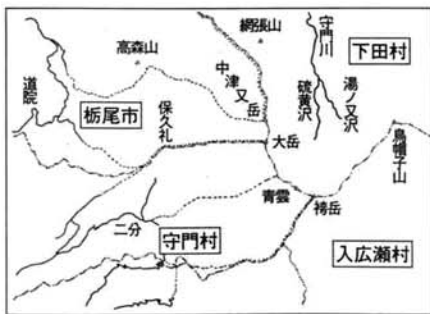 網張山
守門川
下田村
高森山
中津又岳
硫黄沢
湯ノ又沢
道院
栃尾市
保久礼
大岳
烏帽子山
青雲
袴岳
二分
守門村
入広瀬村